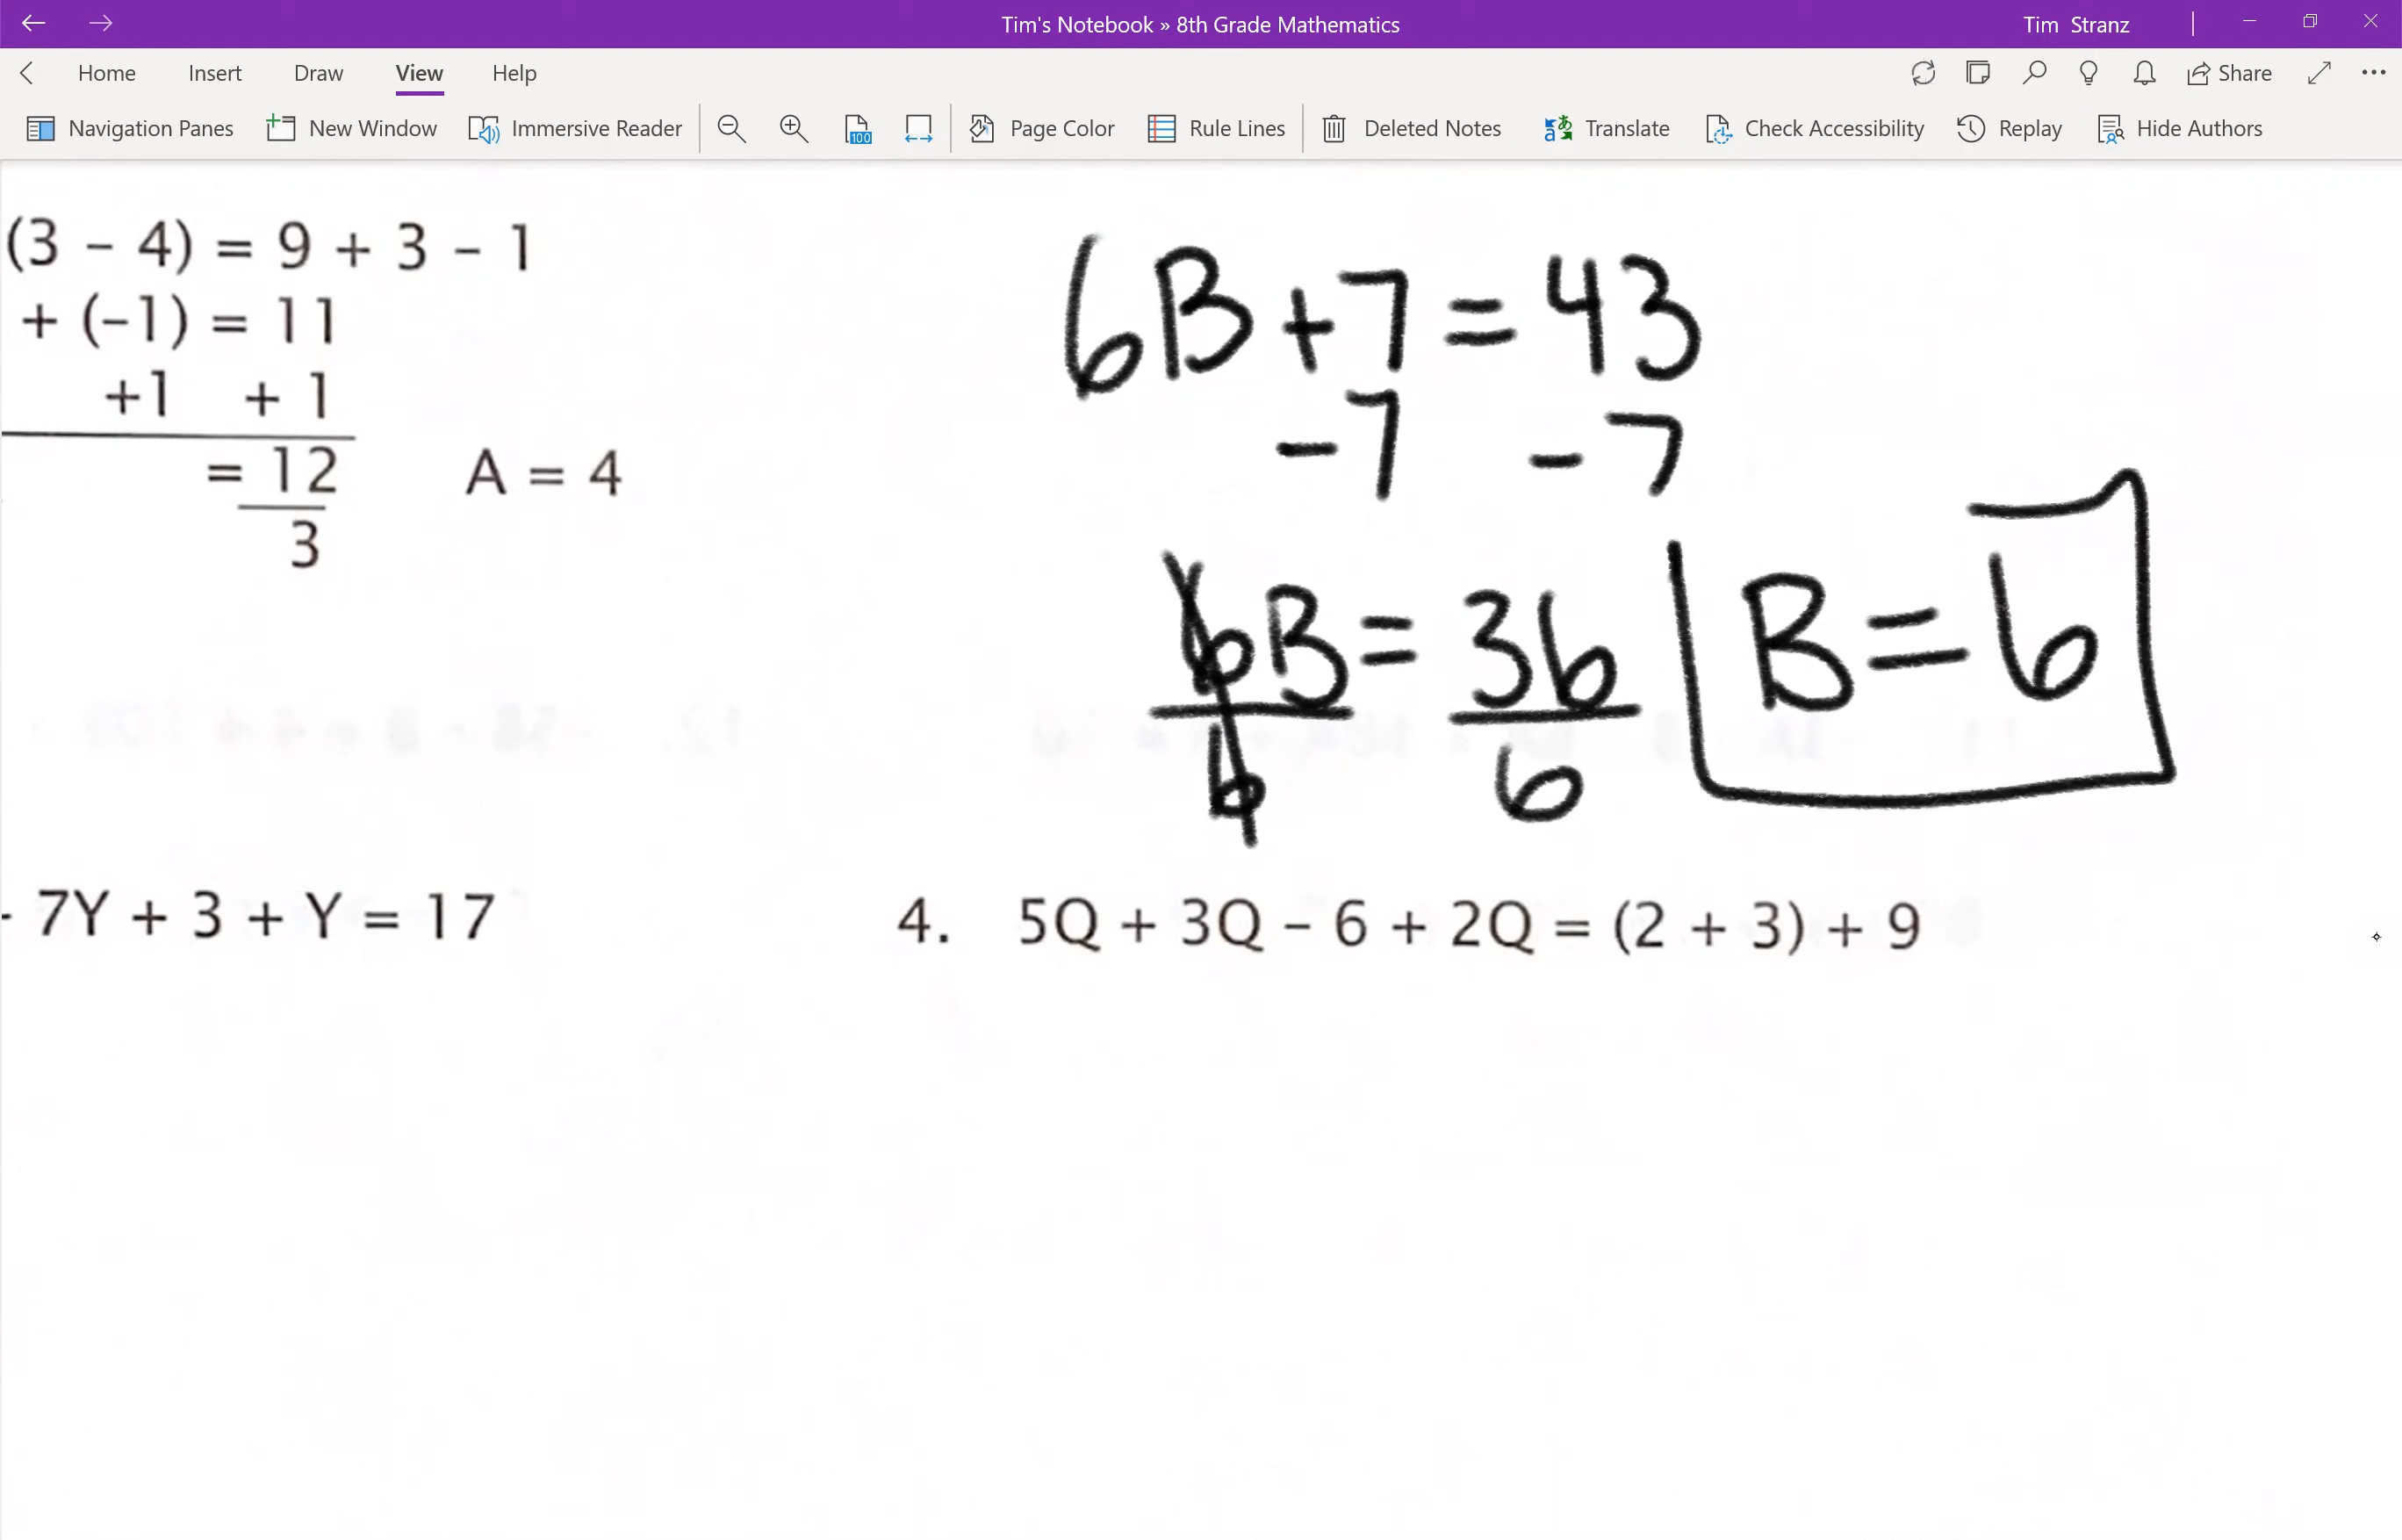 Tim's Notebook » 8th Grade Mathematics
Tim Stranz
Home Insert Draw View Help
Share
Navigation Panes New Window Immersive Reader 100 Page Color Rule Lines Deleted Notes Translate Check Accessibility Replay Hide Authors
(3 – 4) = 9 + 3 – 1
+ (–1) = 11
+1 + 1
= 12
3
A = 4
6B + 7 = 43
- 7 - 7
6B = 36
6 6
B = 6
- 7Y + 3 + Y = 17
4. 5Q + 3Q – 6 + 2Q = (2 + 3) + 9